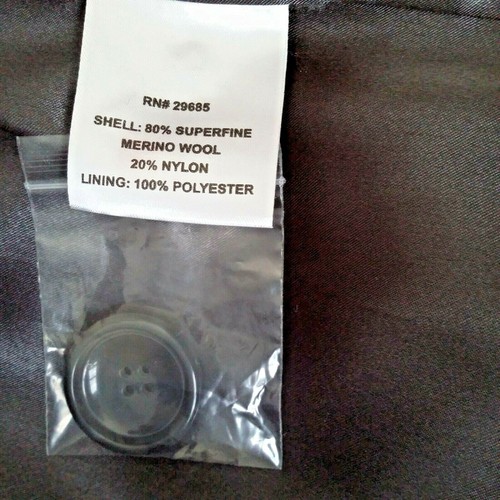 RN# 29685
SHELL: 80% SUPERFINE
MERINO WOOL
20% NYLON
LINING: 100% POLYESTER